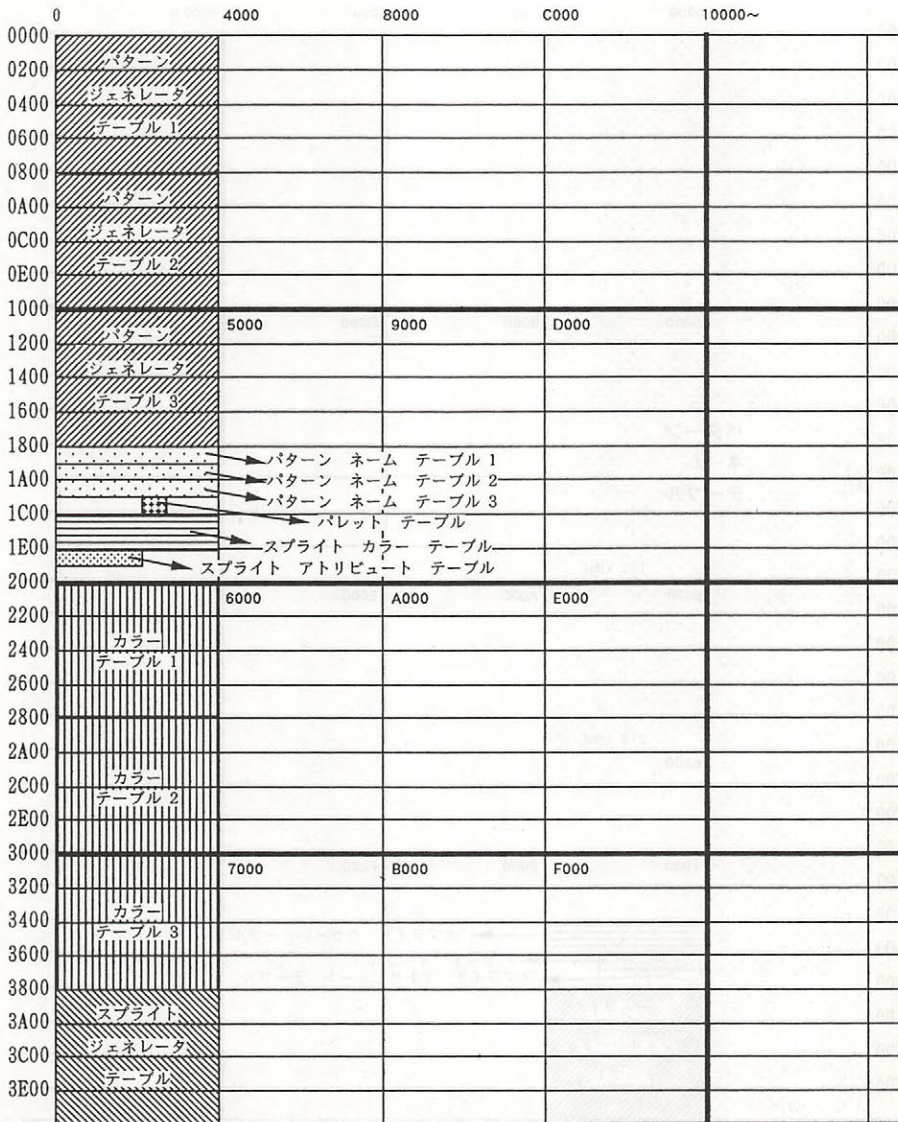 0 4000 8000 C000 10000~
0000
パターン
0200
ジェネレータ
0400
テーブル 1
0600
0800
パターン
0A00
ジェネレータ
0C00
テーブル 2
0E00
1000
パターン 5000 9000 D000
1200
ジェネレータ
1400
テーブル 3
1600
1800
パターン ネーム テーブル 1
1A00 パターン ネーム テーブル 2
パターン ネーム テーブル 3
1C00 パレット テーブル
スプライト カラー テーブル
1E00
スプライト アトリビュート テーブル
2000
6000 A000 E000
2200
カラー
2400 テーブル 1
2600
2800
2A00
カラー
2C00 テーブル 2
2E00
3000
7000 B000 F000
3200
カラー
3400 テーブル 3
3600
3800
スプライト
3A00
ジェネレータ
3C00
テーブル
3E00